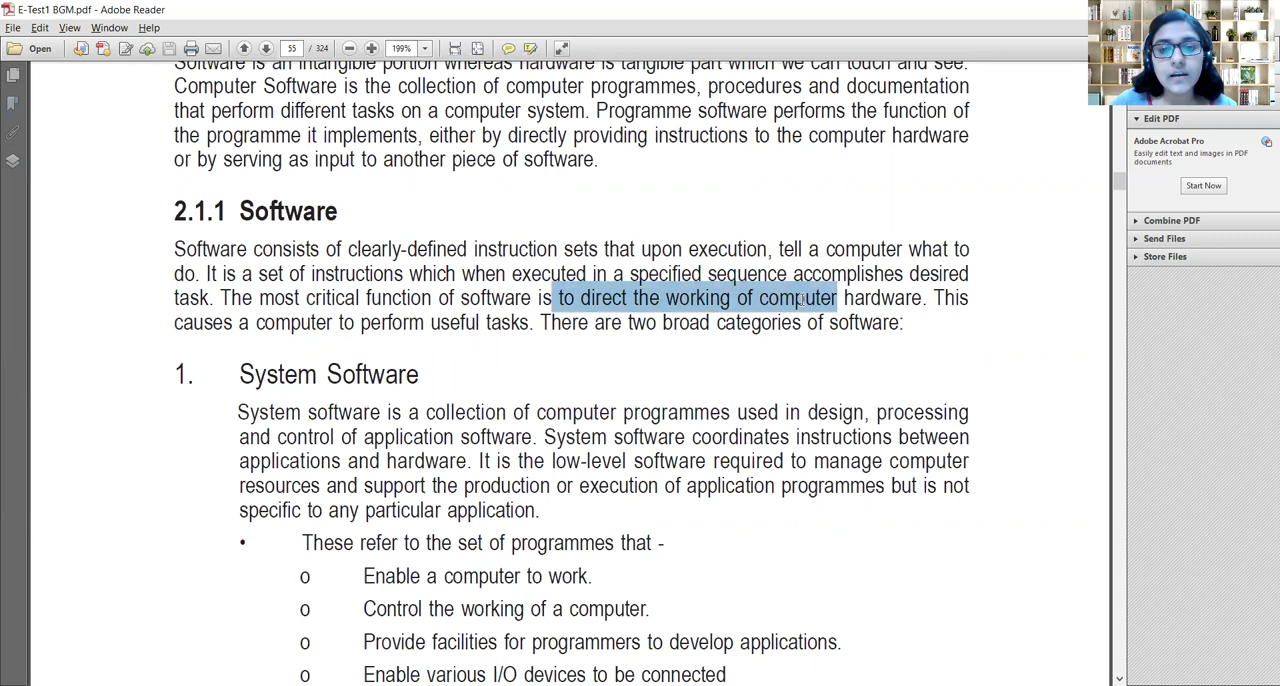 E-Test1 BGM.pdf - Adobe Reader
File Edit View Window Help
Open 55 / 324 199%
Software is an intangible portion whereas hardware is tangible part which we can touch and see.
Computer Software is the collection of computer programmes, procedures and documentation
that perform different tasks on a computer system. Programme software performs the function of
the programme it implements, either by directly providing instructions to the computer hardware
or by serving as input to another piece of software.
2.1.1 Software
Software consists of clearly-defined instruction sets that upon execution, tell a computer what to
do. It is a set of instructions which when executed in a specified sequence accomplishes desired
task. The most critical function of software is to direct the working of computer hardware. This
causes a computer to perform useful tasks. There are two broad categories of software:
1. System Software
System software is a collection of computer programmes used in design, processing
and control of application software. System software coordinates instructions between
applications and hardware. It is the low-level software required to manage computer
resources and support the production or execution of application programmes but is not
specific to any particular application.
• These refer to the set of programmes that -
o Enable a computer to work.
o Control the working of a computer.
o Provide facilities for programmers to develop applications.
o Enable various I/O devices to be connected
Edit PDF
Adobe Acrobat Pro
Easily edit text and images in PDF
documents
Start Now
Combine PDF
Send Files
Store Files